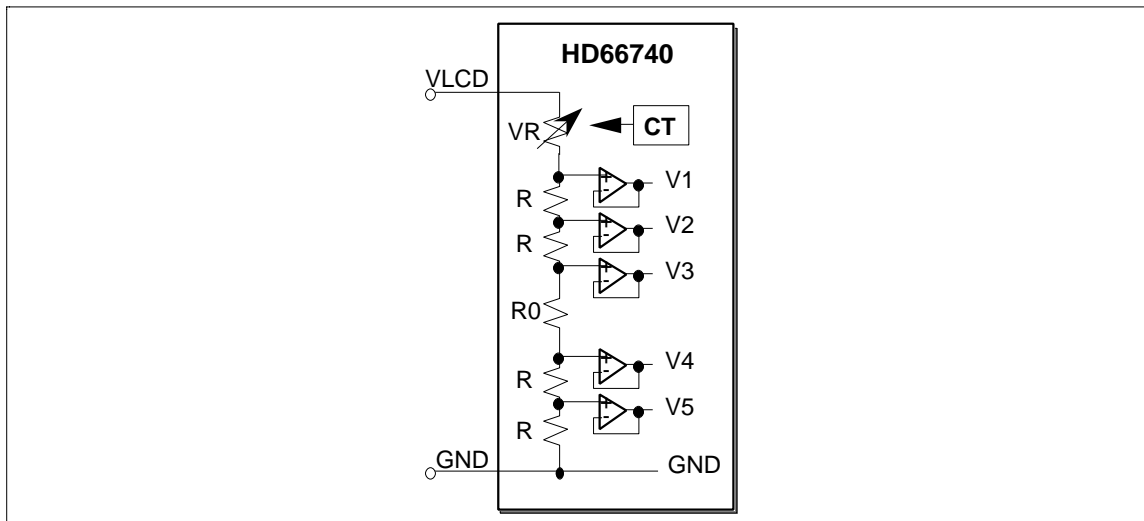 HD66740
VLCD
VR
CT
+
-
V1
R
+
-
V2
R
+
-
V3
R0
+
-
V4
R
+
-
V5
R
GND
GND